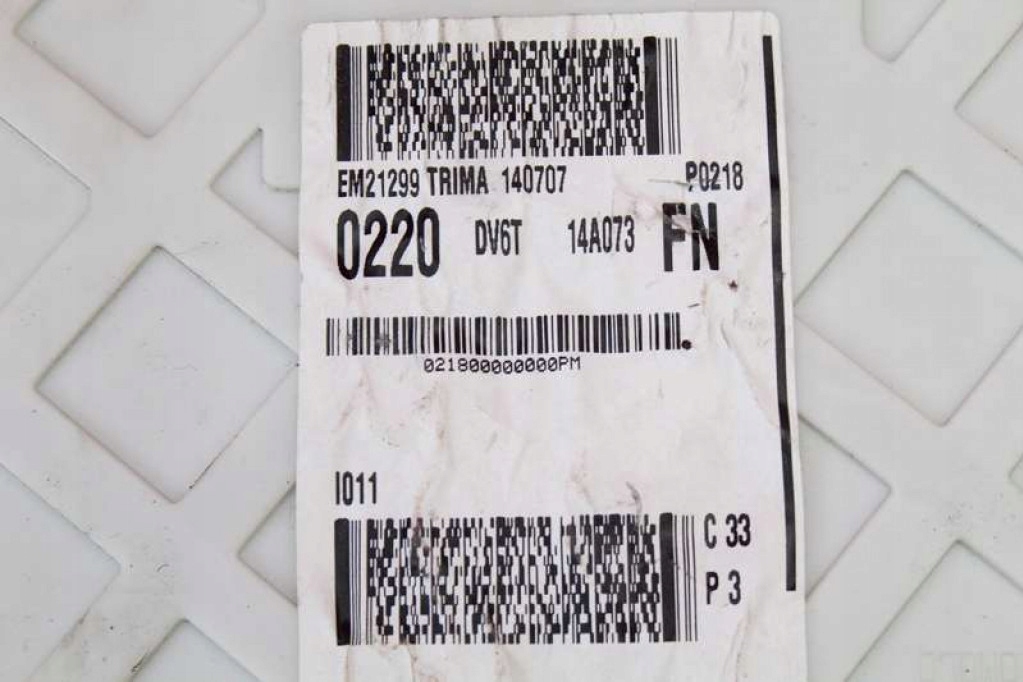 EM21299 TRIMA 140707 P0218
0220 DV6T 14A073 FN
021800000000PM
I011
C 33
P 3